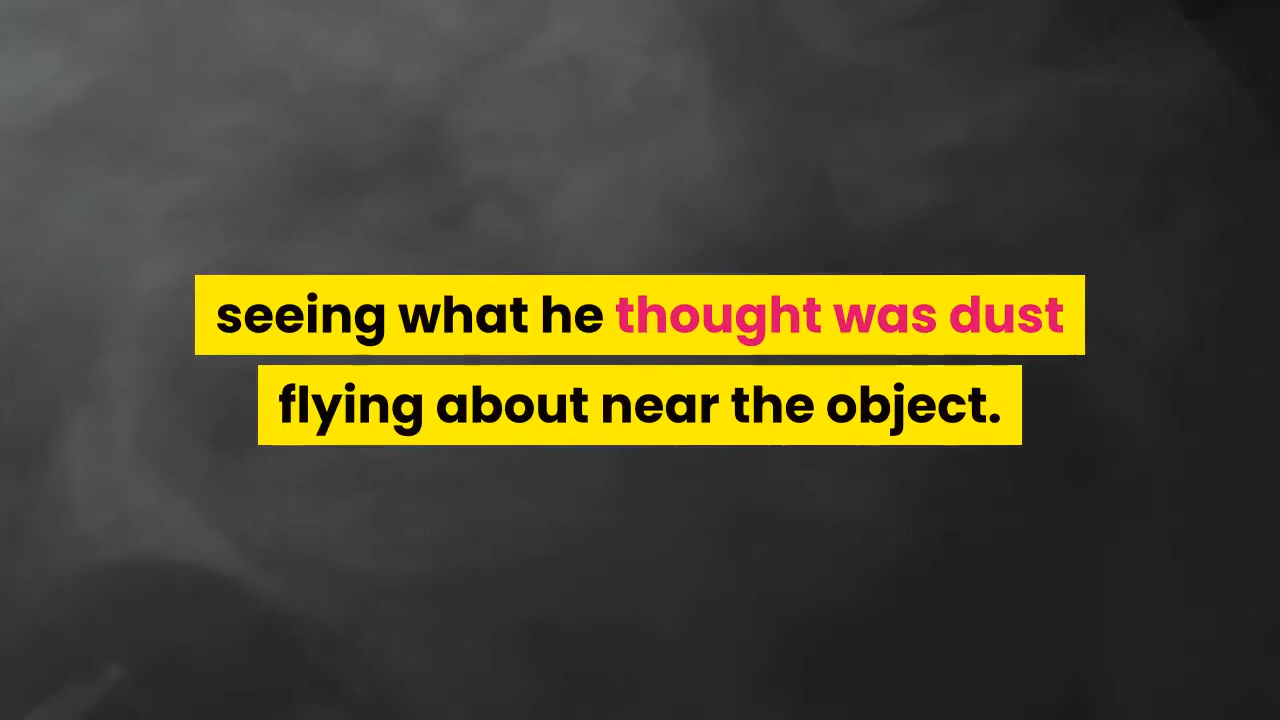 seeing what he thought was dust
flying about near the object.